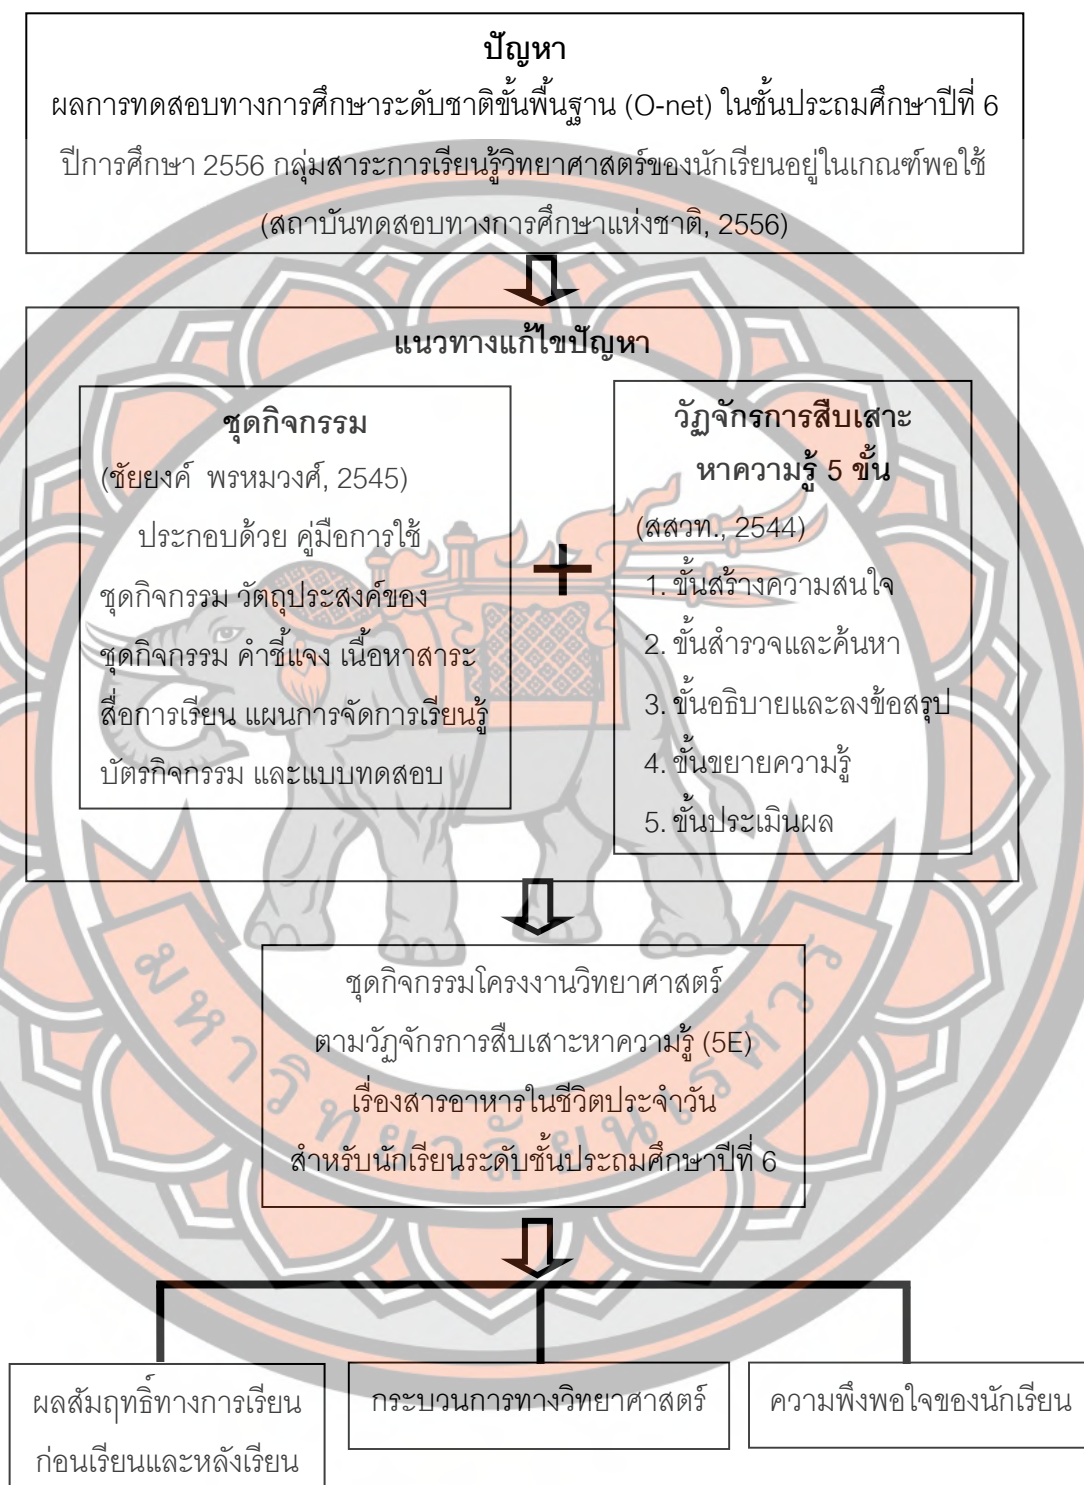 ปัญหา
ผลการทดสอบทางการศึกษาระดับชาติขั้นพื้นฐาน (O-net) ในชั้นประถมศึกษาปีที่ 6
ปีการศึกษา 2556 กลุ่มสาระการเรียนรู้วิทยาศาสตร์ของนักเรียนอยู่ในเกณฑ์พอใช้
(สถาบันทดสอบทางการศึกษาแห่งชาติ, 2556)
แนวทางแก้ไขปัญหา
ชุดกิจกรรม
(ชัยยงค์ พรหมวงศ์, 2545)
ประกอบด้วย คู่มือการใช้
ชุดกิจกรรม วัตถุประสงค์ของ
ชุดกิจกรรม คำชี้แจง เนื้อหาสาระ
สื่อการเรียน แผนการจัดการเรียนรู้
บัตรกิจกรรม และแบบทดสอบ
+
วัฏจักรการสืบเสาะ
หาความรู้ 5 ขั้น
(สสวท., 2544)
1. ขั้นสร้างความสนใจ
2. ขั้นสำรวจและค้นหา
3. ขั้นอธิบายและลงข้อสรุป
4. ขั้นขยายความรู้
5. ขั้นประเมินผล
ชุดกิจกรรมโครงงานวิทยาศาสตร์
ตามวัฏจักรการสืบเสาะหาความรู้ (5E)
เรื่องสารอาหารในชีวิตประจำวัน
สำหรับนักเรียนระดับชั้นประถมศึกษาปีที่ 6
มหาวิทยาลัยนเรศวร
ผลสัมฤทธิ์ทางการเรียน
ก่อนเรียนและหลังเรียน
กระบวนการทางวิทยาศาสตร์
ความพึงพอใจของนักเรียน